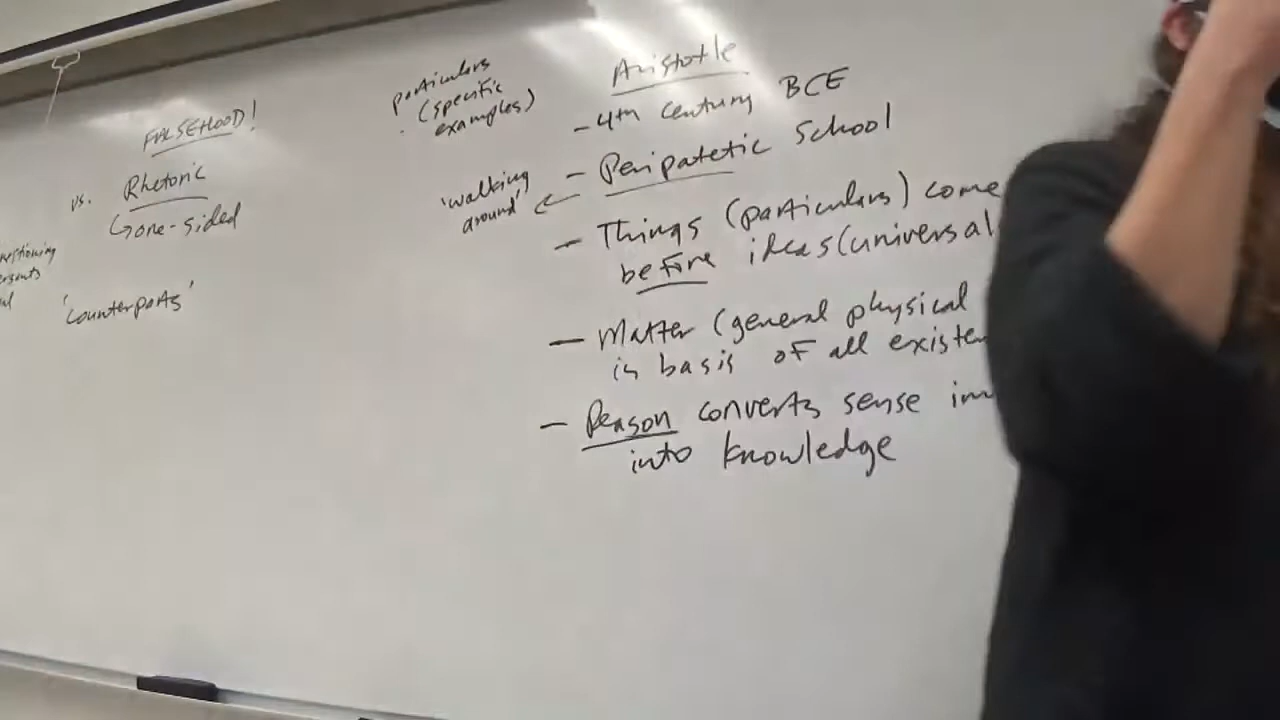 FALSEHOOD!
vs. Rhetoric
one-sided
'counterparts'
particulars
(specific
examples)
'walking
around'
Aristotle
- 4th century BCE
- Peripatetic School
- Things (particulars) come
before ideas (universal
- Matter (general physical
is basis of all existen
- Reason converts sense im
into knowledge